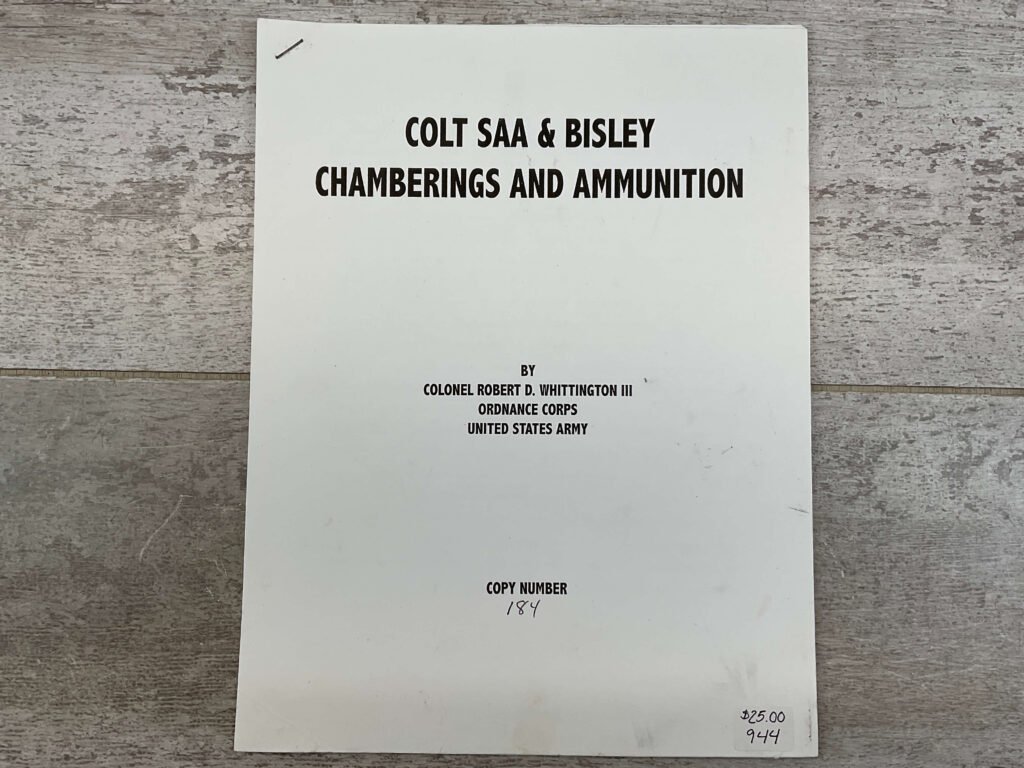 COLT SAA & BISLEY
CHAMBERINGS AND AMMUNITION
BY
COLONEL ROBERT D. WHITTINGTON III
ORDNANCE CORPS
UNITED STATES ARMY
COPY NUMBER
184
$25.00
944